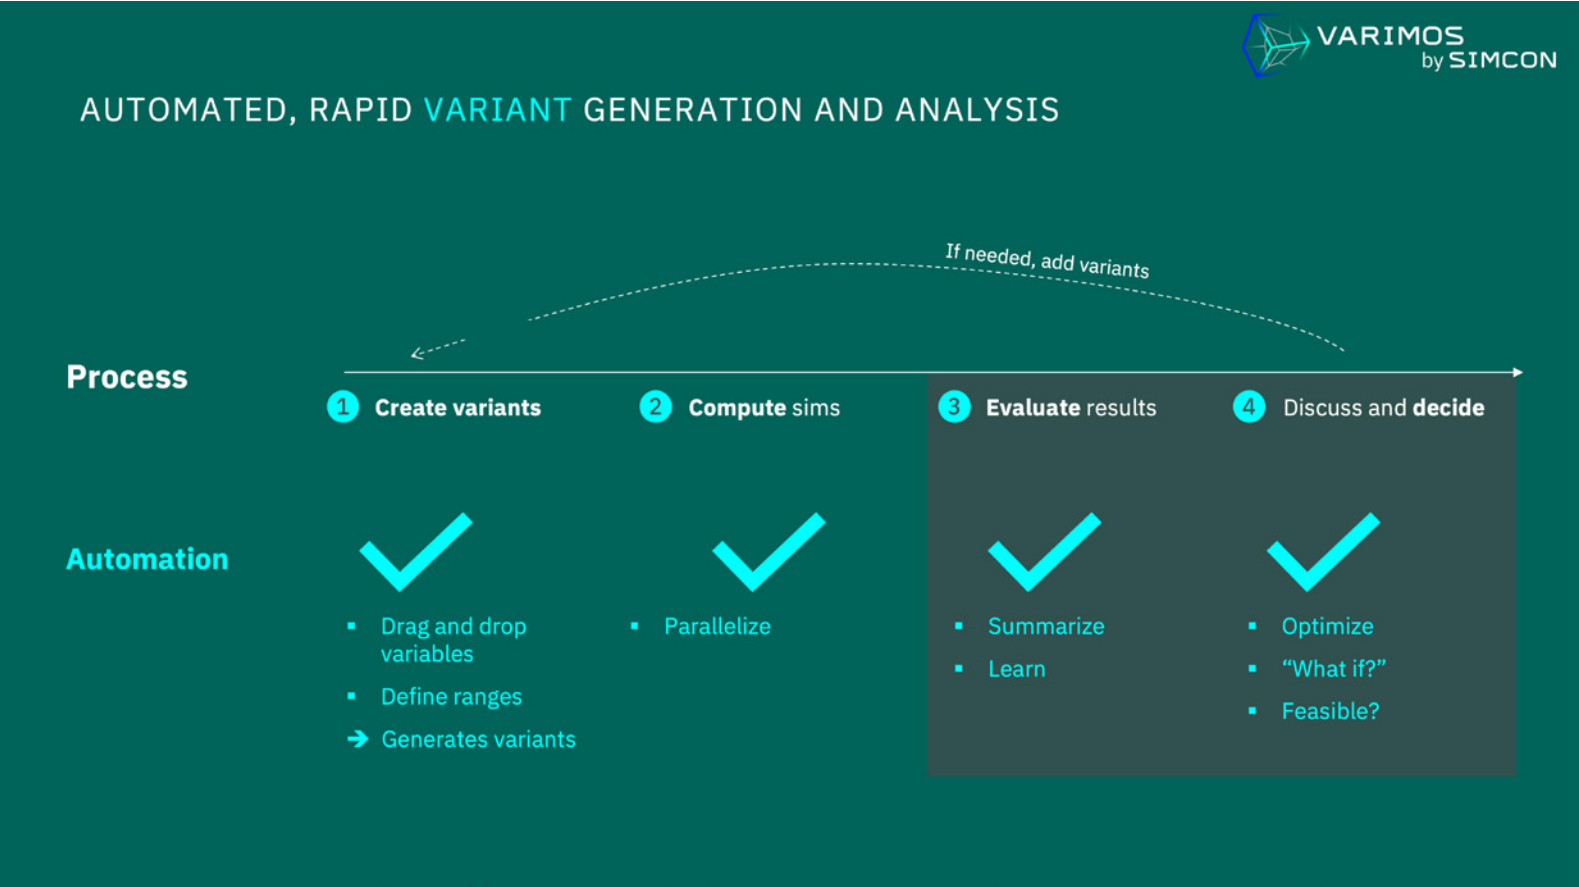 VARIMOS
by SIMCON
AUTOMATED, RAPID VARIANT GENERATION AND ANALYSIS
If needed, add variants
Process
1 Create variants
2 Compute sims
3 Evaluate results
4 Discuss and decide
Automation
▪ Drag and drop
variables
▪ Define ranges
➔ Generates variants
▪ Parallelize
▪ Summarize
▪ Learn
▪ Optimize
▪ “What if?”
▪ Feasible?